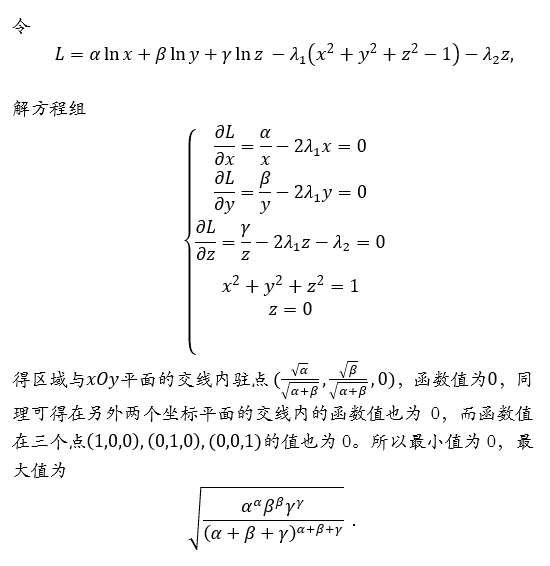 令
L = α ln x + β ln y + γ ln z − λ₁(x² + y² + z² − 1) − λ₂z,
解方程组
∂L/∂x = α/x − 2λ₁x = 0
∂L/∂y = β/y − 2λ₁y = 0
∂L/∂z = γ/z − 2λ₁z − λ₂ = 0
x² + y² + z² = 1
z = 0
得区域与xOy平面的交线内驻点 (√α/√(α+β), √β/√(α+β), 0)，函数值为0，同
理可得在另外两个坐标平面的交线内的函数值也为 0，而函数值
在三个点(1,0,0), (0,1,0), (0,0,1)的值也为 0。所以最小值为 0，最
大值为
√(α^α β^β γ^γ / (α + β + γ)^(α+β+γ)) .